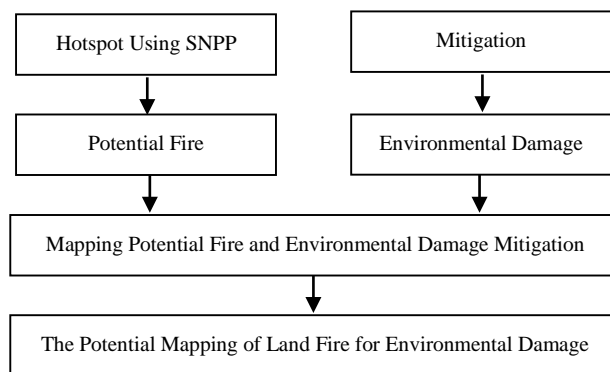 Hotspot Using SNPP
Mitigation
Potential Fire
Environmental Damage
Mapping Potential Fire and Environmental Damage Mitigation
The Potential Mapping of Land Fire for Environmental Damage